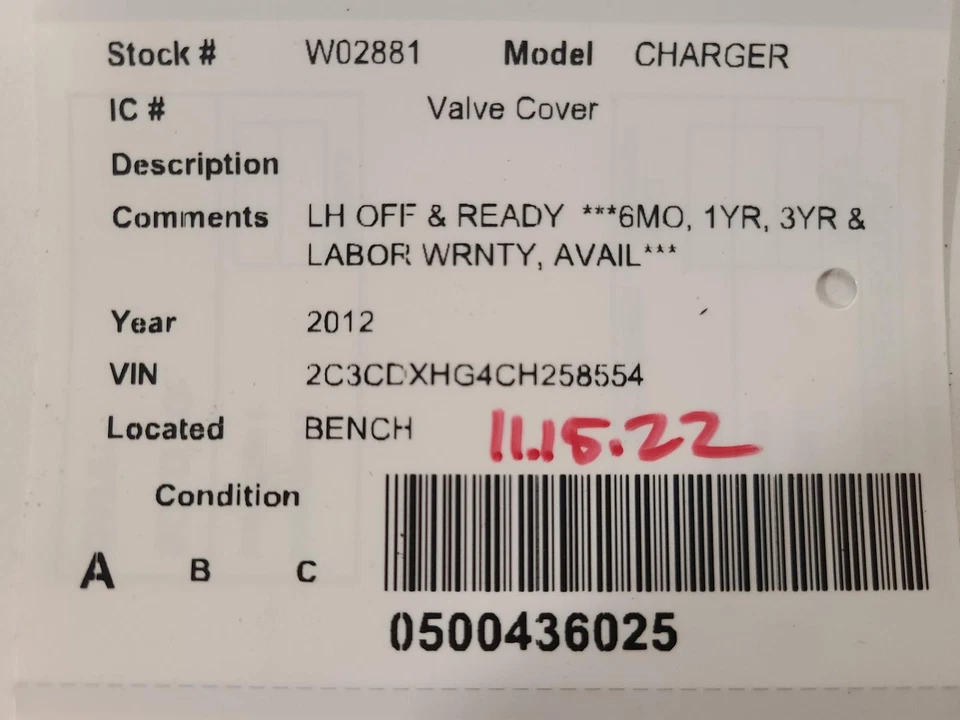 Stock # W02881 Model CHARGER
IC # Valve Cover
Description
Comments LH OFF & READY ***6MO, 1YR, 3YR &
LABOR WRNTY, AVAIL***
Year 2012
VIN 2C3CDXHG4CH258554
Located BENCH 11.15.22
Condition
A B C
0500436025